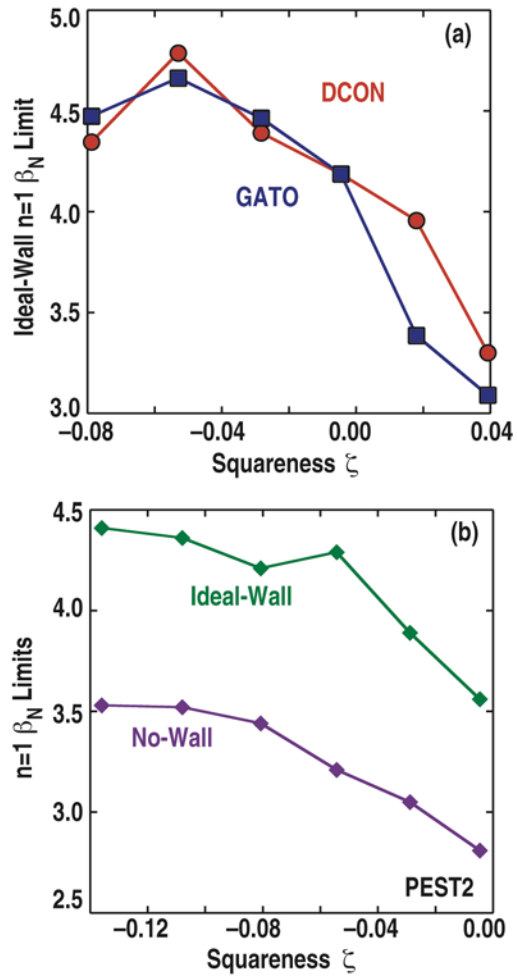 (a)
5.0
4.5
4.0
3.5
3.0
Ideal-Wall n=1 βN Limit
DCON
GATO
−0.08
−0.04
0.00
0.04
Squareness ζ
(b)
4.5
4.0
3.5
3.0
2.5
n=1 βN Limits
Ideal-Wall
No-Wall
PEST2
−0.12
−0.08
−0.04
0.00
Squareness ζ